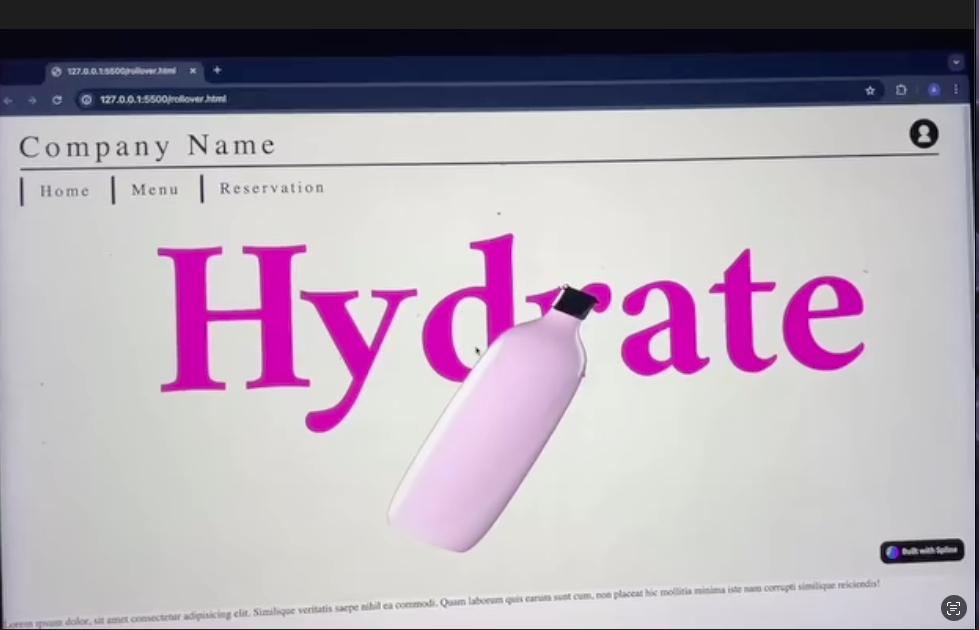 127.0.0.1:5500/rollover.html
127.0.0.1:5500/rollover.html
Company Name
Home Menu Reservation
Hydrate
Built with Spline
Lorem ipsum dolor, sit amet consectetur adipisicing elit. Similique veritatis saepe nihil ea commodi. Quam laborum quis earum sunt cum, non placeat hic mollitia minima iste nam corrupti similique reiciendis!